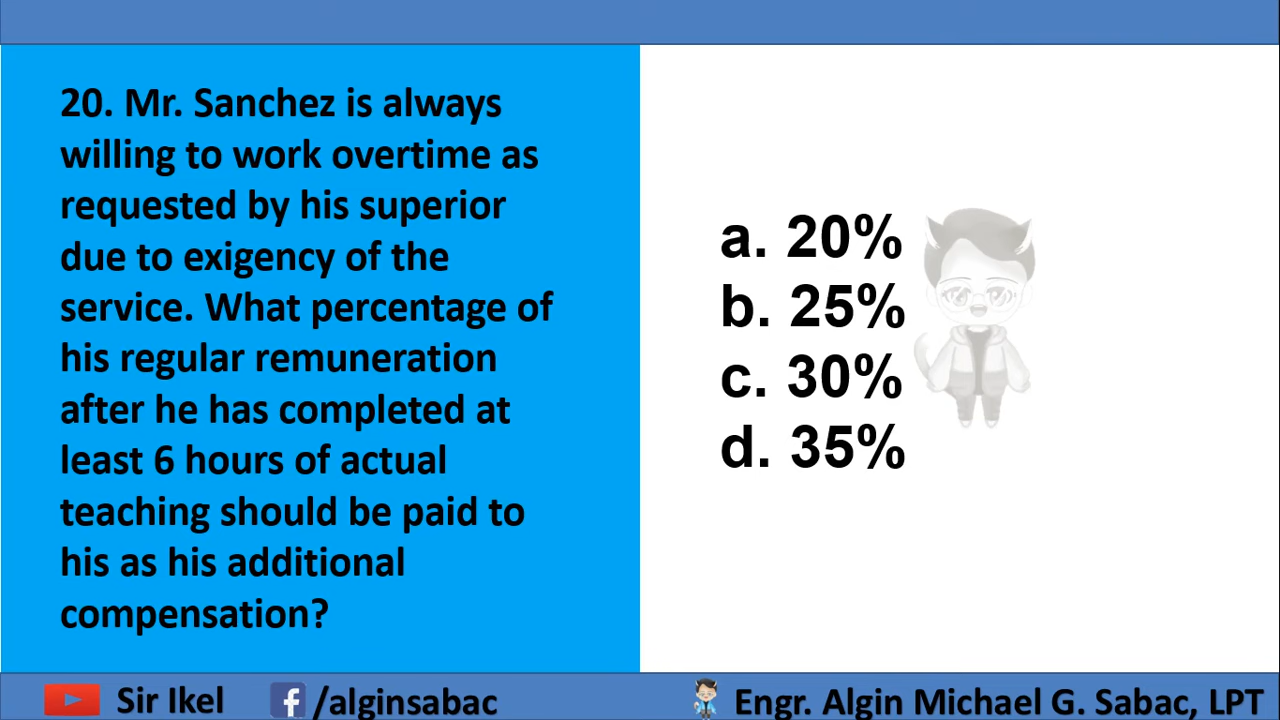 20. Mr. Sanchez is always
willing to work overtime as
requested by his superior
due to exigency of the
service. What percentage of
his regular remuneration
after he has completed at
least 6 hours of actual
teaching should be paid to
his as his additional
compensation?
a. 20%
b. 25%
c. 30%
d. 35%
Sir Ikel
/alginsabac
Engr. Algin Michael G. Sabac, LPT